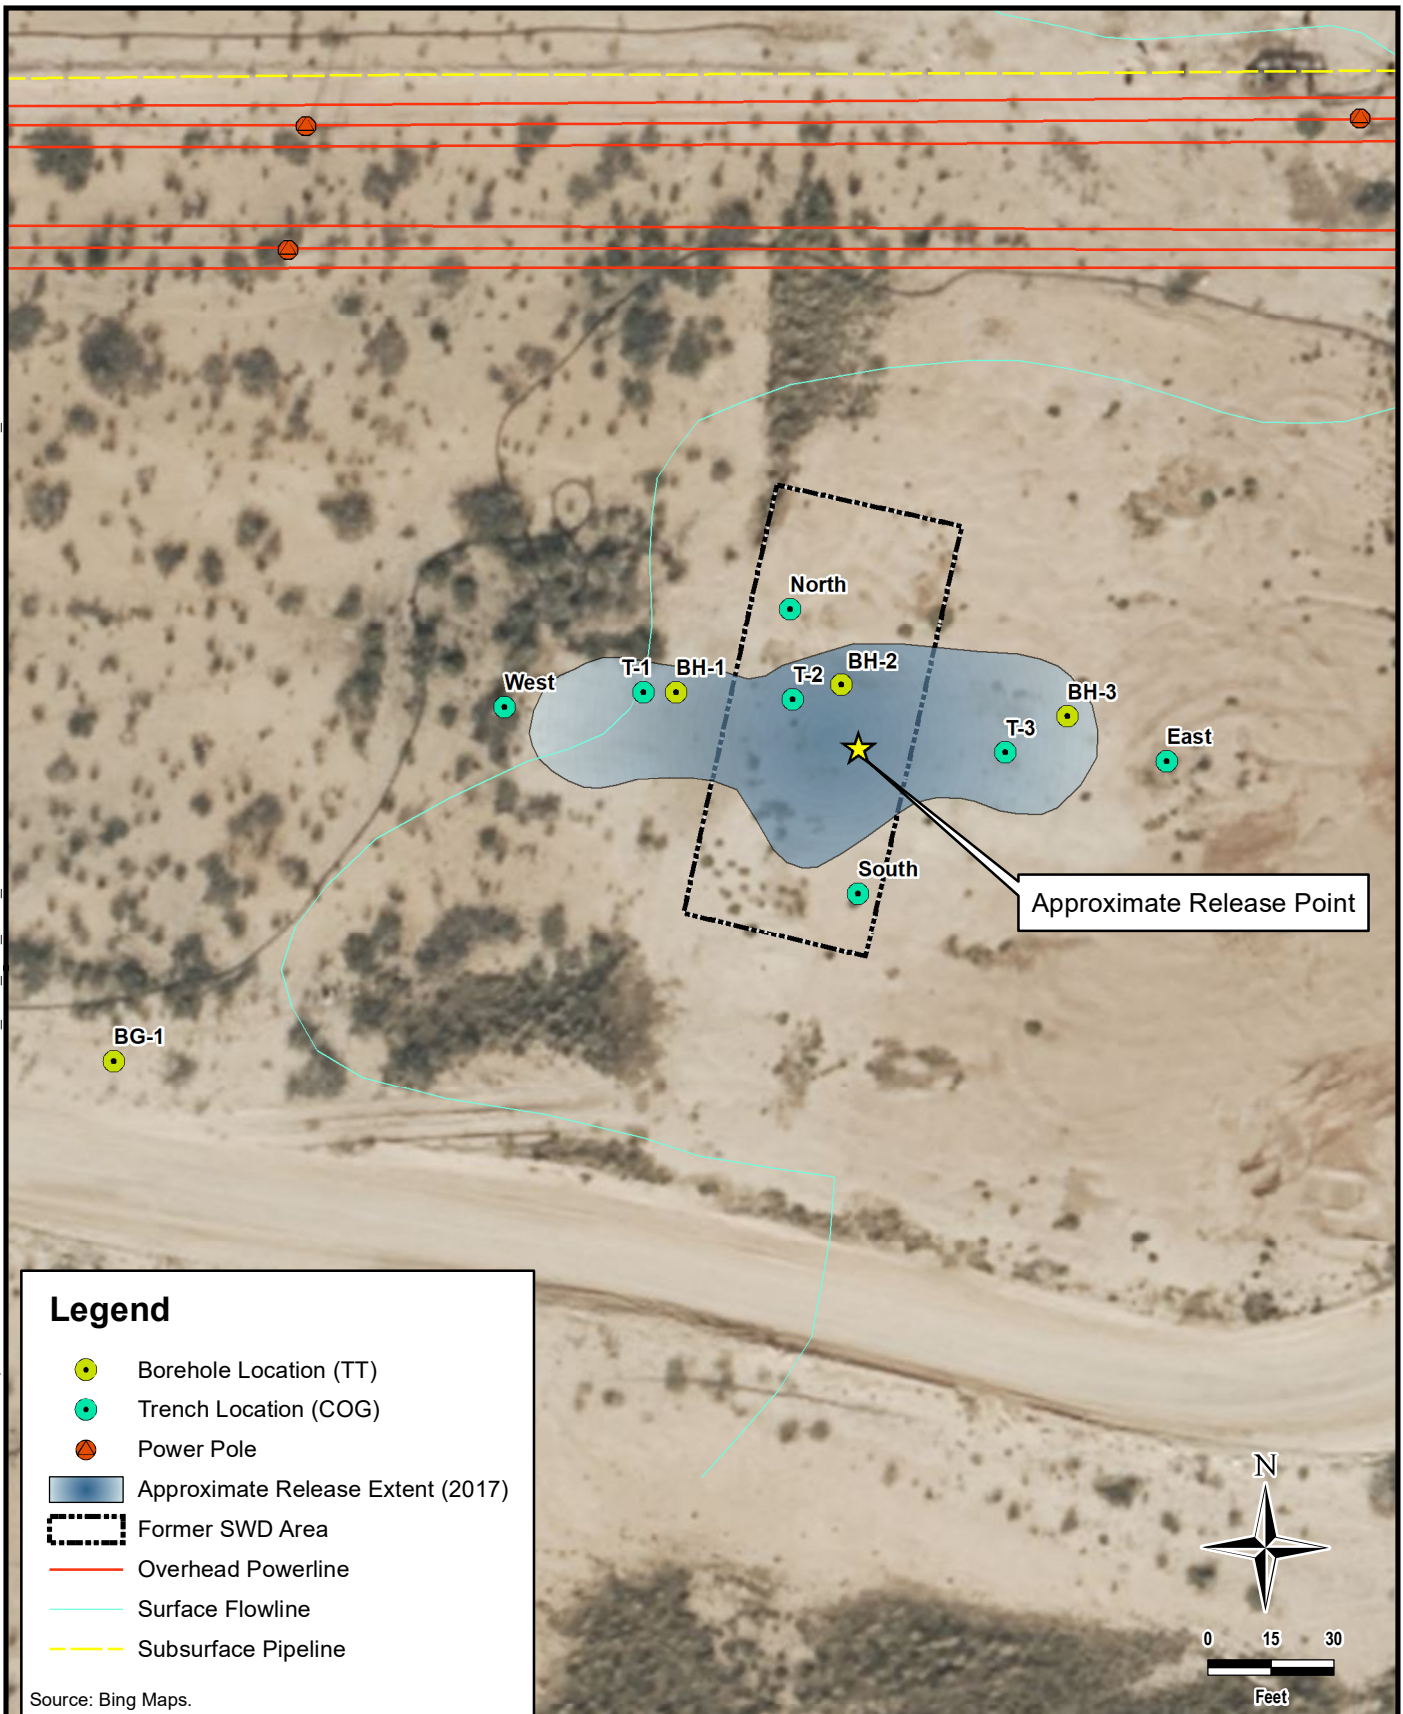 North
T-1
BH-1
T-2
BH-2
West
BH-3
T-3
East
South
Approximate Release Point
BG-1
Legend
Borehole Location (TT)
Trench Location (COG)
Power Pole
Approximate Release Extent (2017)
Former SWD Area
Overhead Powerline
Surface Flowline
Subsurface Pipeline
Source: Bing Maps.
N
0 15 30
Feet